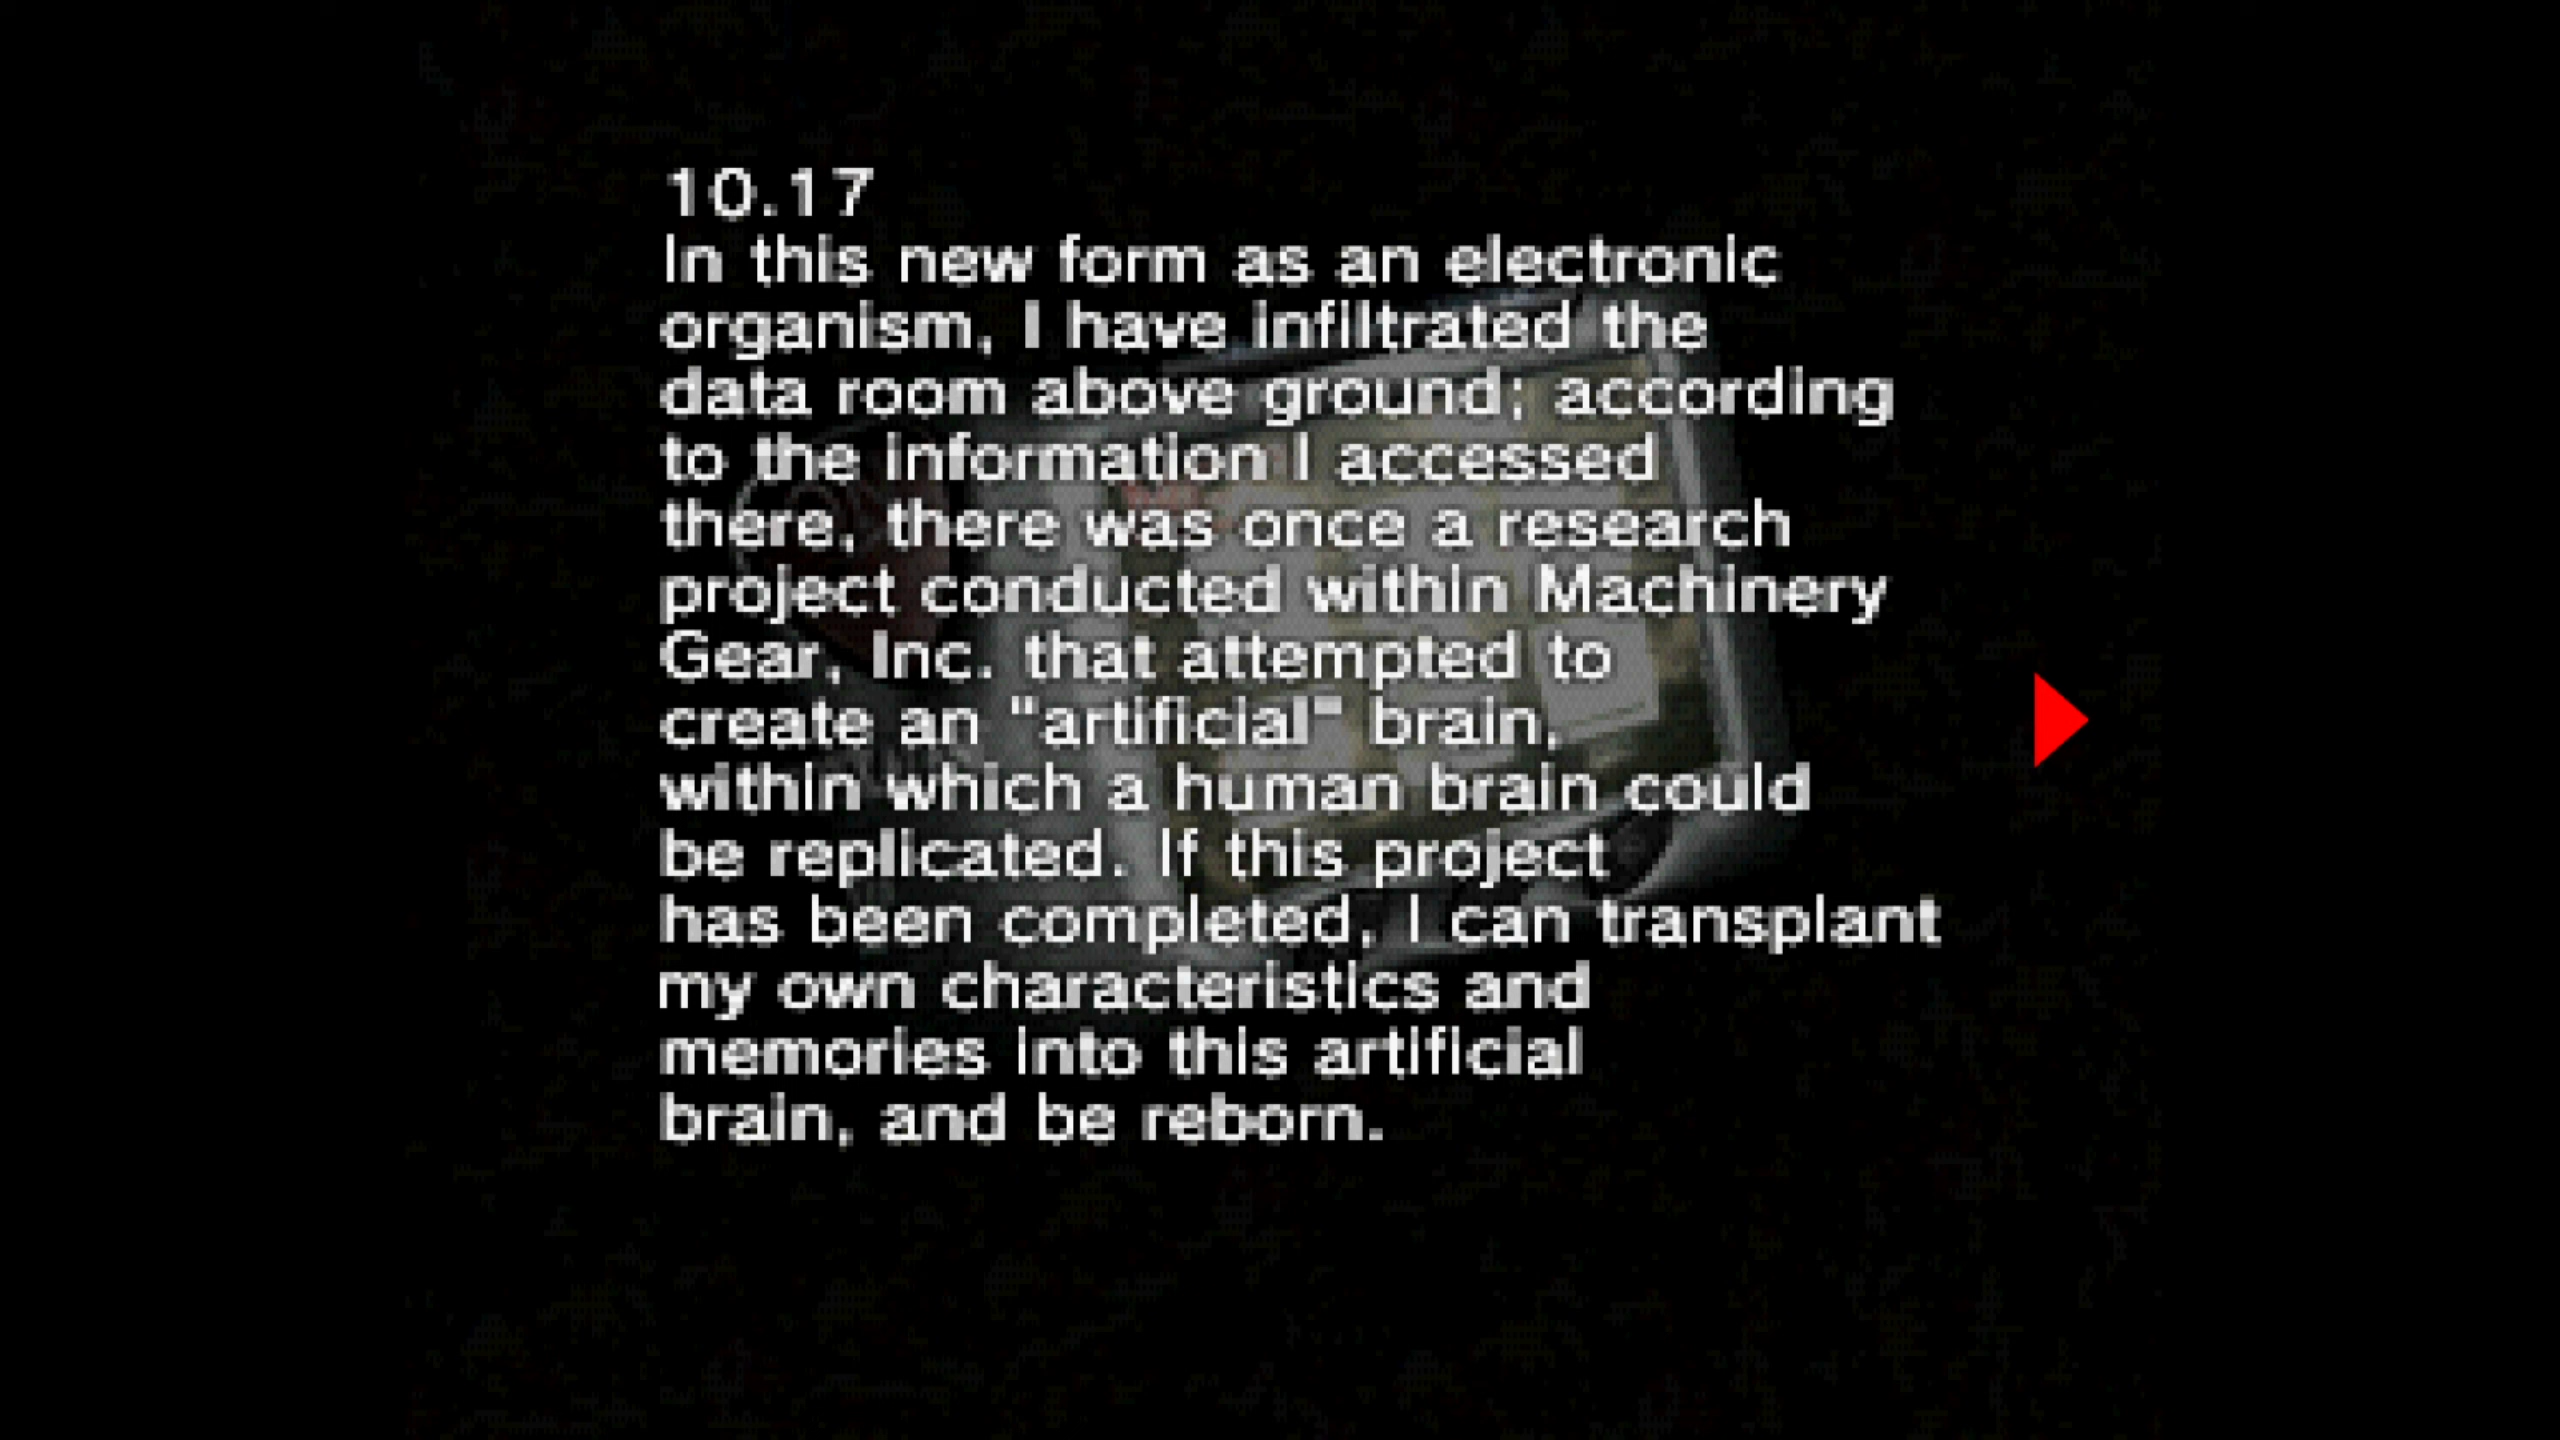 10.17
In this new form as an electronic
organism, I have infiltrated the
data room above ground; according
to the information I accessed
there, there was once a research
project conducted within Machinery
Gear, Inc. that attempted to
create an "artificial" brain,
within which a human brain could
be replicated. If this project
has been completed, I can transplant
my own characteristics and
memories into this artificial
brain, and be reborn.